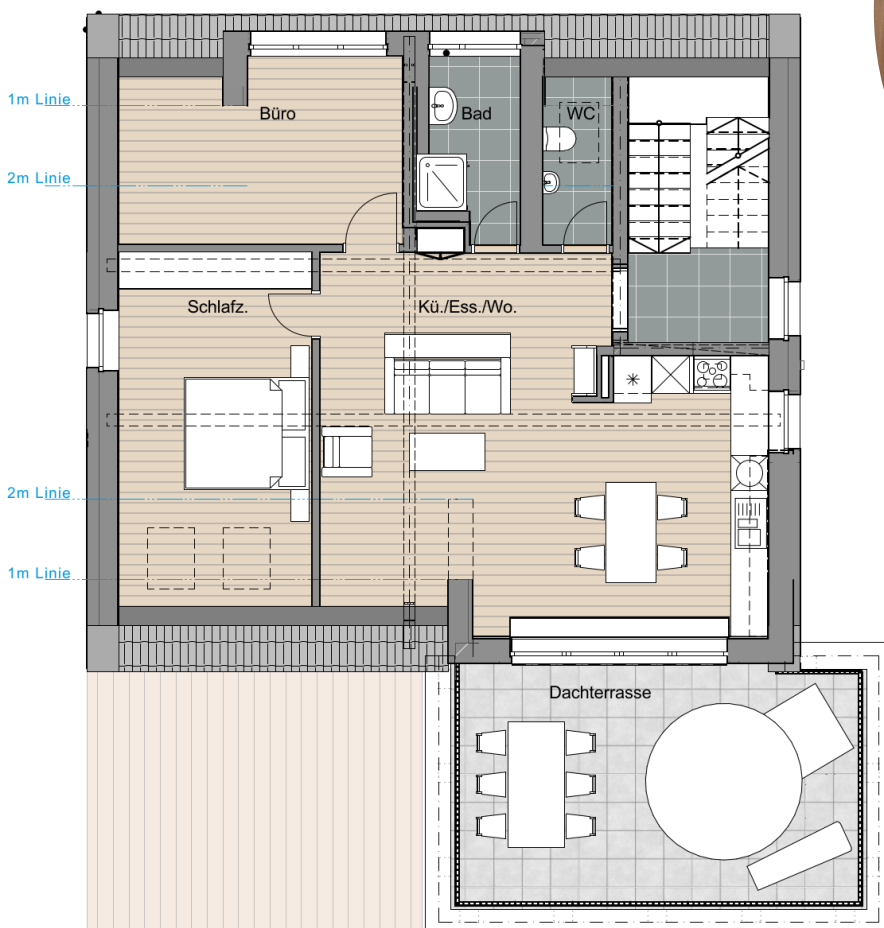 1m Linie
Büro
Bad
WC
2m Linie
Schlafz.
Kü./Ess./Wo.
2m Linie
1m Linie
Dachterrasse